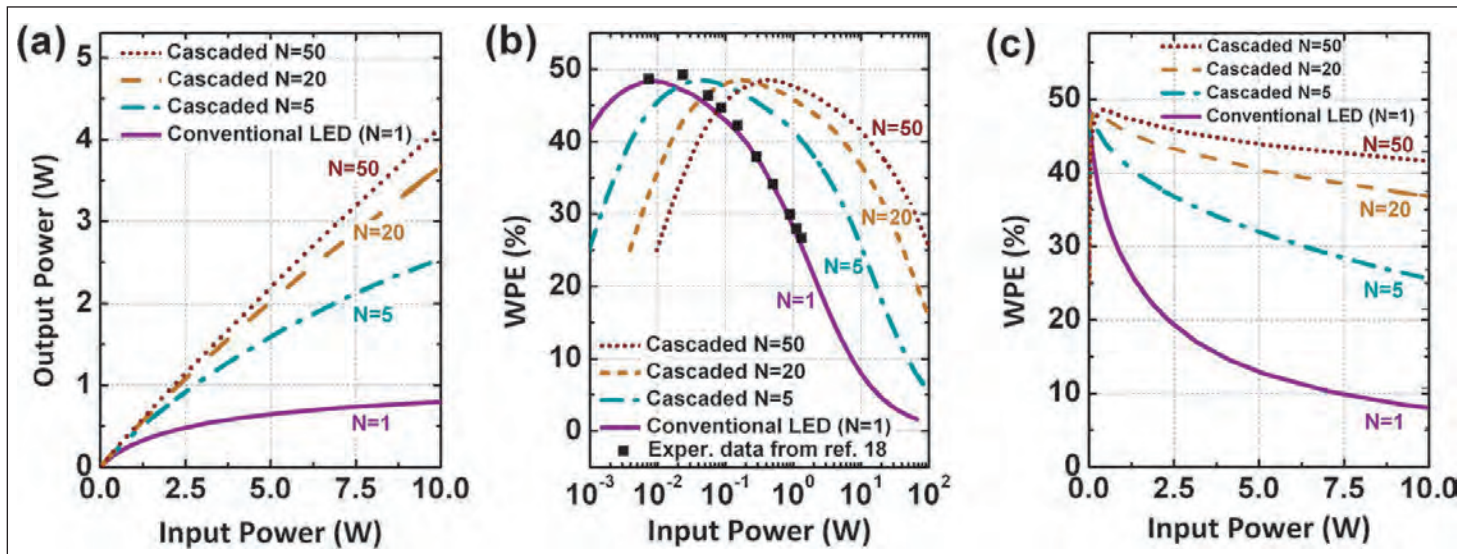 (a)
Cascaded N=50
Cascaded N=20
Cascaded N=5
Conventional LED (N=1)
N=50
N=20
N=5
N=1
5
4
3
2
1
0
0.0
2.5
5.0
7.5
10.0
Output Power (W)
Input Power (W)
(b)
N=50
N=20
N=5
N=1
Cascaded N=50
Cascaded N=20
Cascaded N=5
Conventional LED (N=1)
Exper. data from ref. 18
50
40
30
20
10
0
10⁻³
10⁻²
10⁻¹
10⁰
10¹
10²
WPE (%)
Input Power (W)
(c)
Cascaded N=50
Cascaded N=20
Cascaded N=5
Conventional LED (N=1)
N=50
N=20
N=5
N=1
50
40
30
20
10
0
0.0
2.5
5.0
7.5
10.0
WPE (%)
Input Power (W)